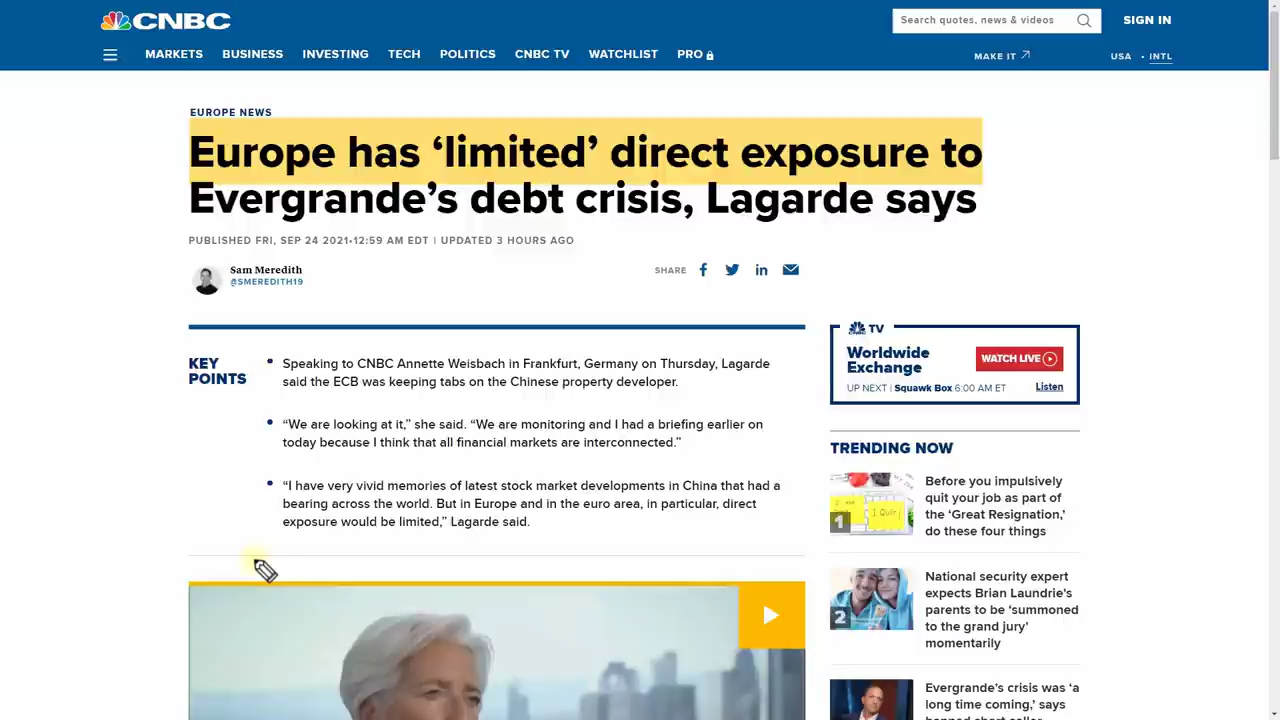 CNBC
Search quotes, news & videos
SIGN IN
MARKETS BUSINESS INVESTING TECH POLITICS CNBC TV WATCHLIST PRO
MAKE IT
USA • INTL
EUROPE NEWS
Europe has ‘limited’ direct exposure to
Evergrande’s debt crisis, Lagarde says
PUBLISHED FRI, SEP 24 2021•12:59 AM EDT | UPDATED 3 HOURS AGO
Sam Meredith
@SMEREDITH19
SHARE
KEY
POINTS
• Speaking to CNBC Annette Weisbach in Frankfurt, Germany on Thursday, Lagarde
said the ECB was keeping tabs on the Chinese property developer.
• “We are looking at it,” she said. “We are monitoring and I had a briefing earlier on
today because I think that all financial markets are interconnected.”
• “I have very vivid memories of latest stock market developments in China that had a
bearing across the world. But in Europe and in the euro area, in particular, direct
exposure would be limited,” Lagarde said.
CNBC TV
Worldwide
Exchange
WATCH LIVE
UP NEXT | Squawk Box 6:00 AM ET
Listen
TRENDING NOW
I Quit
1
Before you impulsively
quit your job as part of
the ‘Great Resignation,’
do these four things
2
National security expert
expects Brian Laundrie’s
parents to be ‘summoned
to the grand jury’
momentarily
Evergrande’s crisis was ‘a
long time coming,’ says